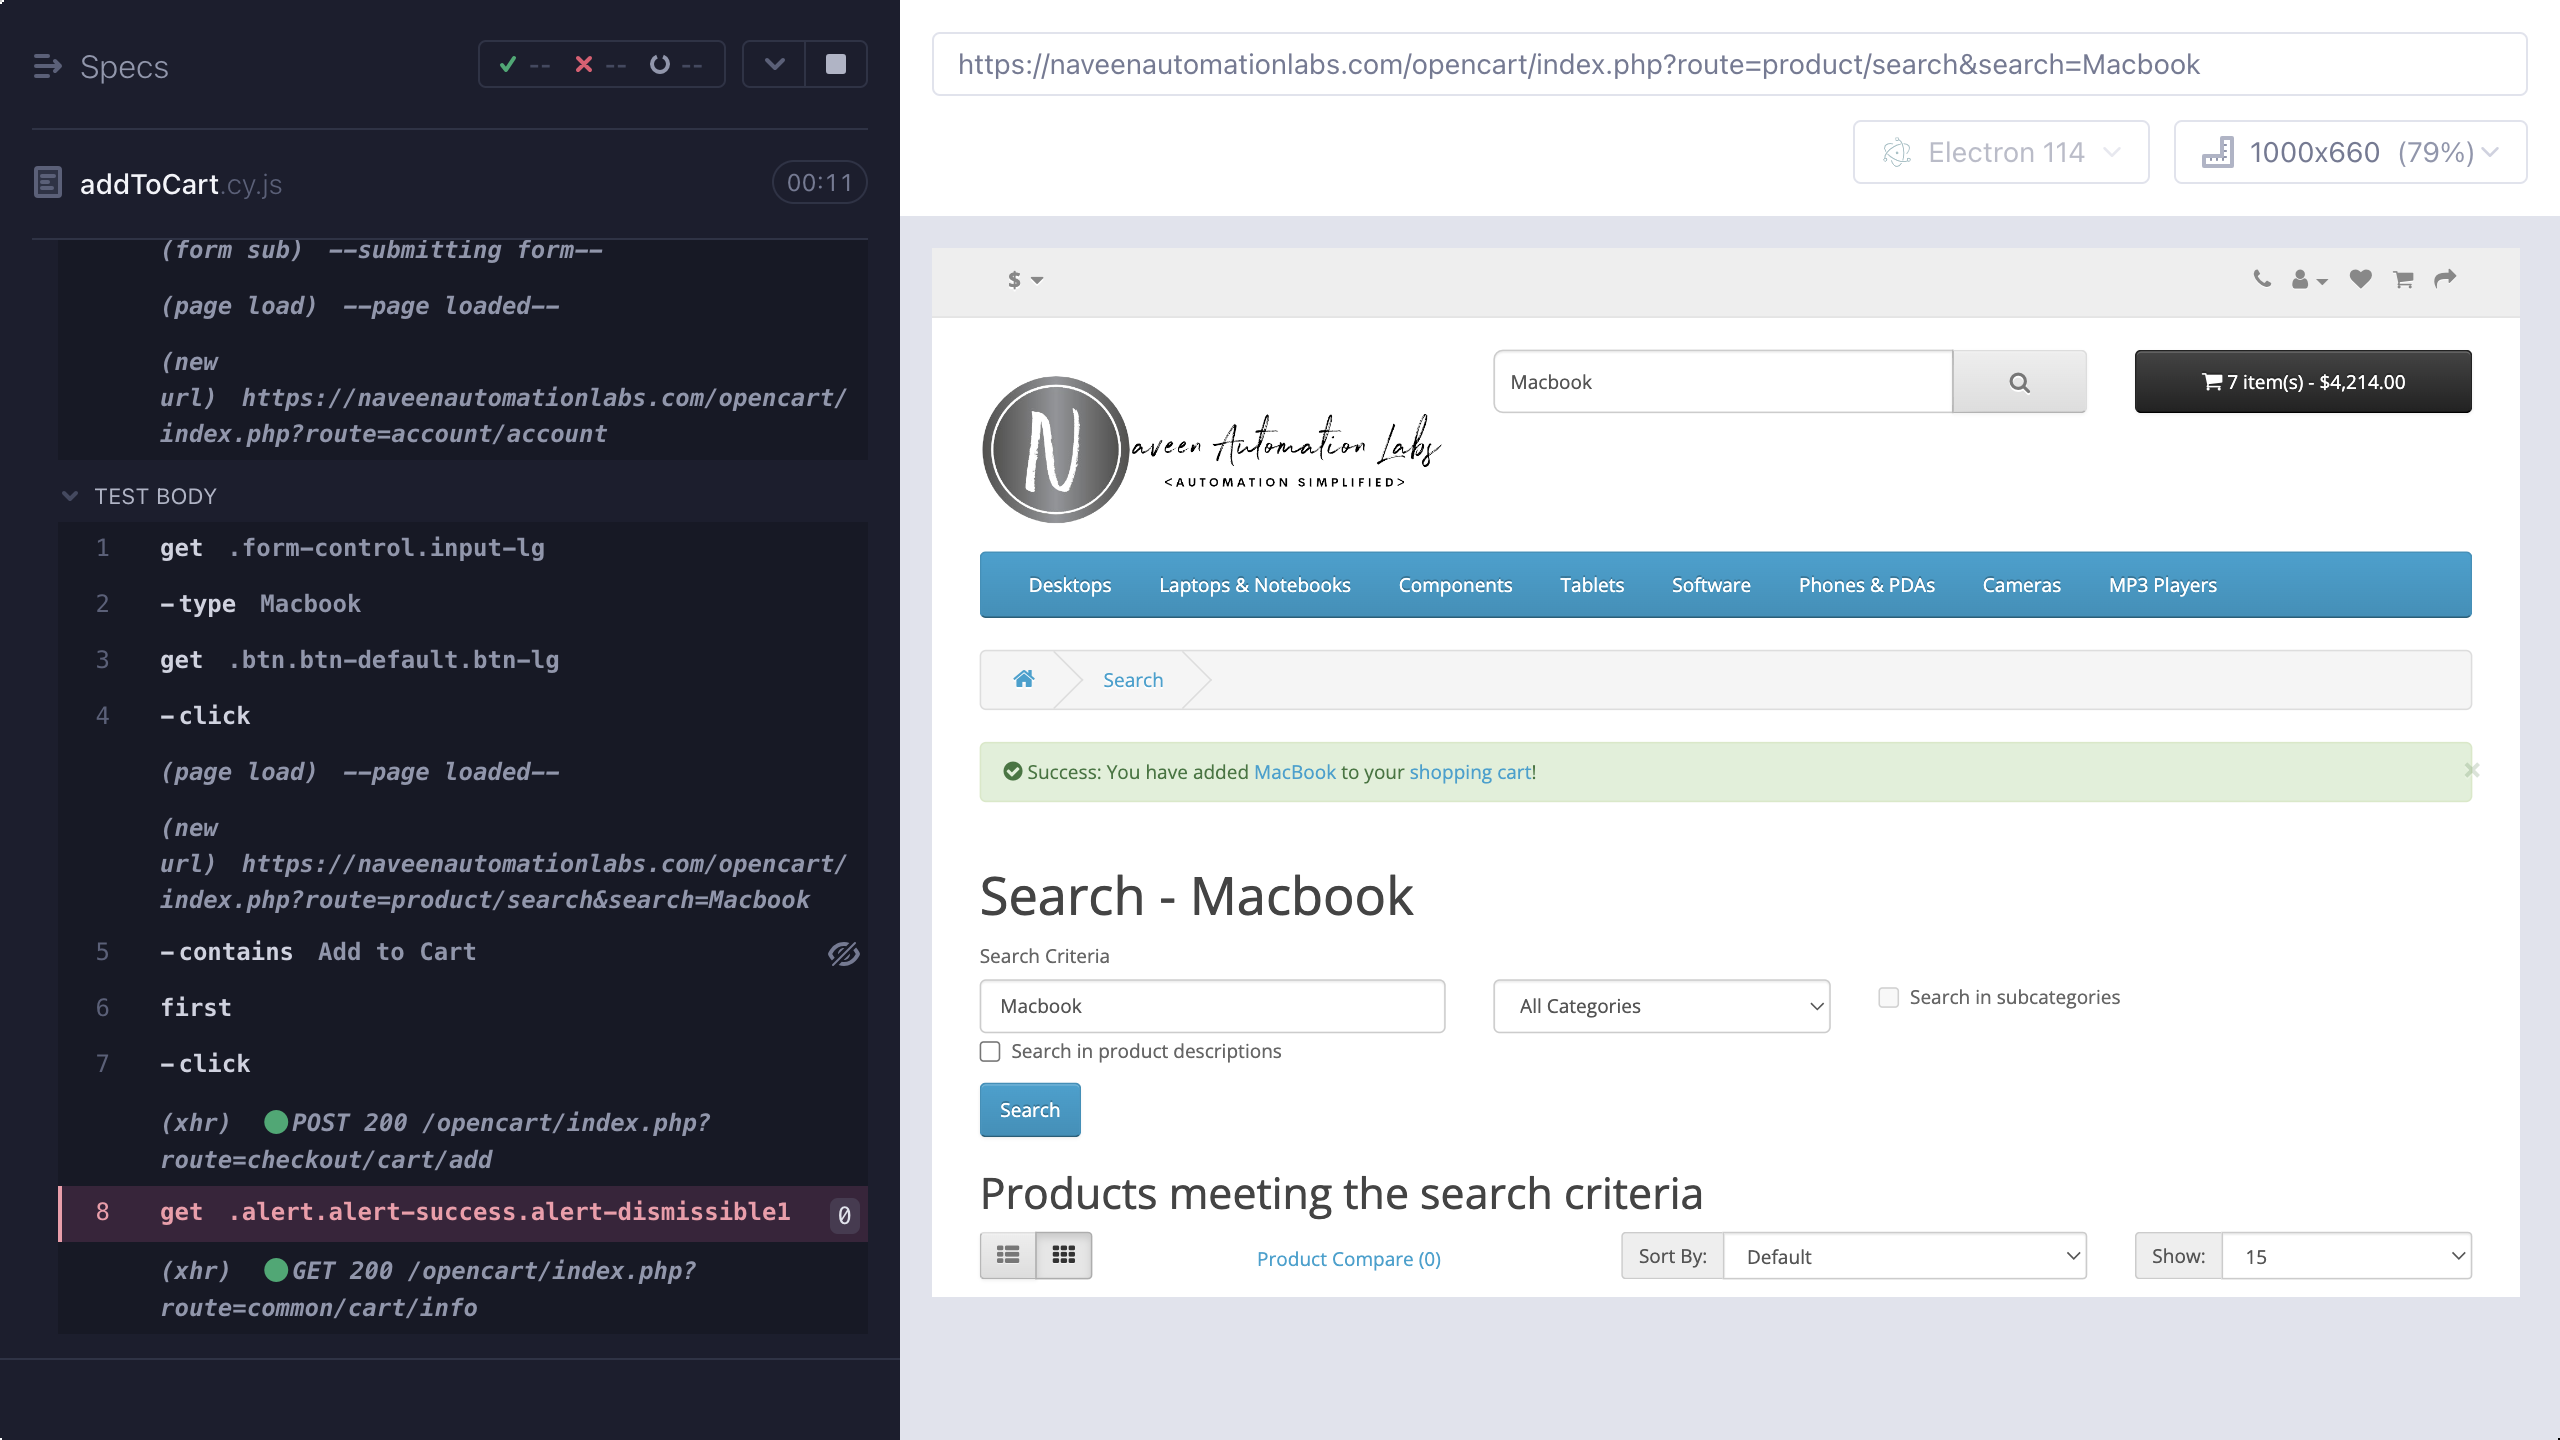 Specs
-- -- --
addToCart.cy.js 00:11
(form sub) --submitting form--
(page load) --page loaded--
(new
url) https://naveenautomationlabs.com/opencart/
index.php?route=account/account
TEST BODY
1 get .form-control.input-lg
2 -type Macbook
3 get .btn.btn-default.btn-lg
4 -click
(page load) --page loaded--
(new
url) https://naveenautomationlabs.com/opencart/
index.php?route=product/search&search=Macbook
5 -contains Add to Cart
6 first
7 -click
(xhr) POST 200 /opencart/index.php?
route=checkout/cart/add
8 get .alert.alert-success.alert-dismissible1 0
(xhr) GET 200 /opencart/index.php?
route=common/cart/info
https://naveenautomationlabs.com/opencart/index.php?route=product/search&search=Macbook
Electron 114 1000x660 (79%)
$
Macbook 7 item(s) - $4,214.00
Naveen Automation Labs
<AUTOMATION SIMPLIFIED>
Desktops Laptops & Notebooks Components Tablets Software Phones & PDAs Cameras MP3 Players
Search
Success: You have added MacBook to your shopping cart! ×
Search - Macbook
Search Criteria
Macbook All Categories Search in subcategories
Search in product descriptions
Search
Products meeting the search criteria
Product Compare (0) Sort By: Default Show: 15